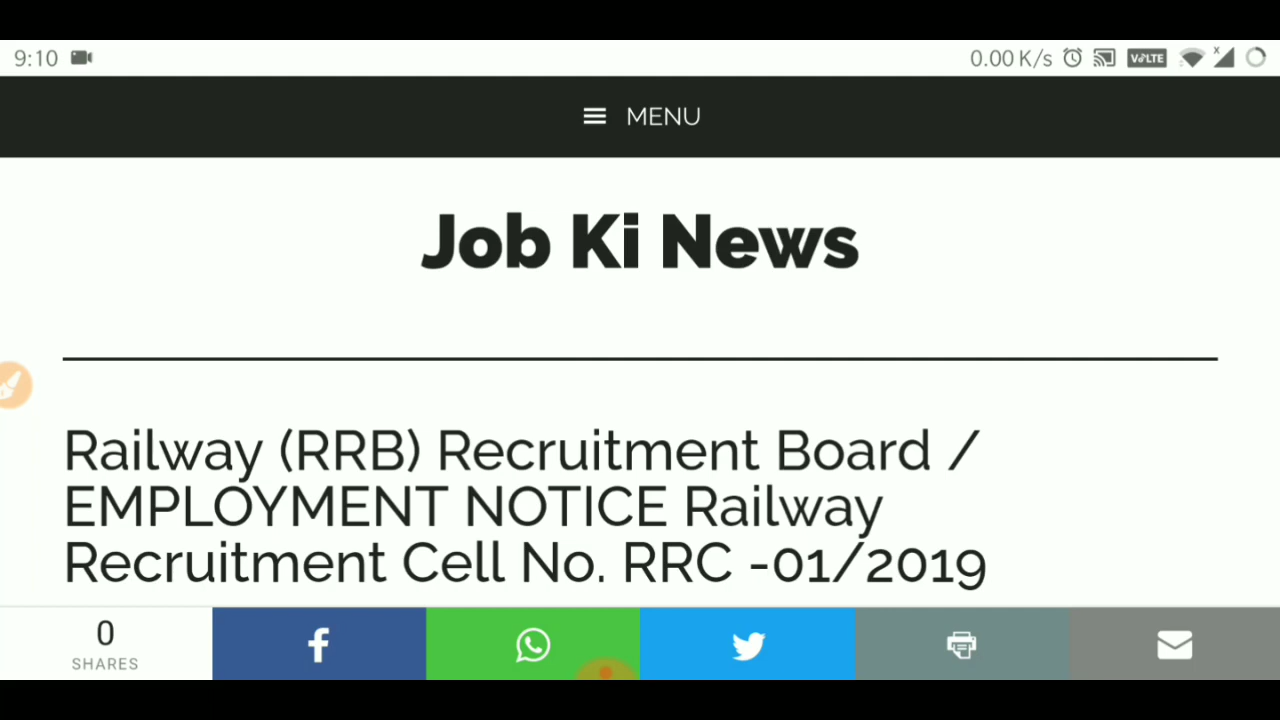 9:10 0.00 K/s VoLTE
MENU
Job Ki News
Railway (RRB) Recruitment Board /
EMPLOYMENT NOTICE Railway
Recruitment Cell No. RRC -01/2019
0
SHARES